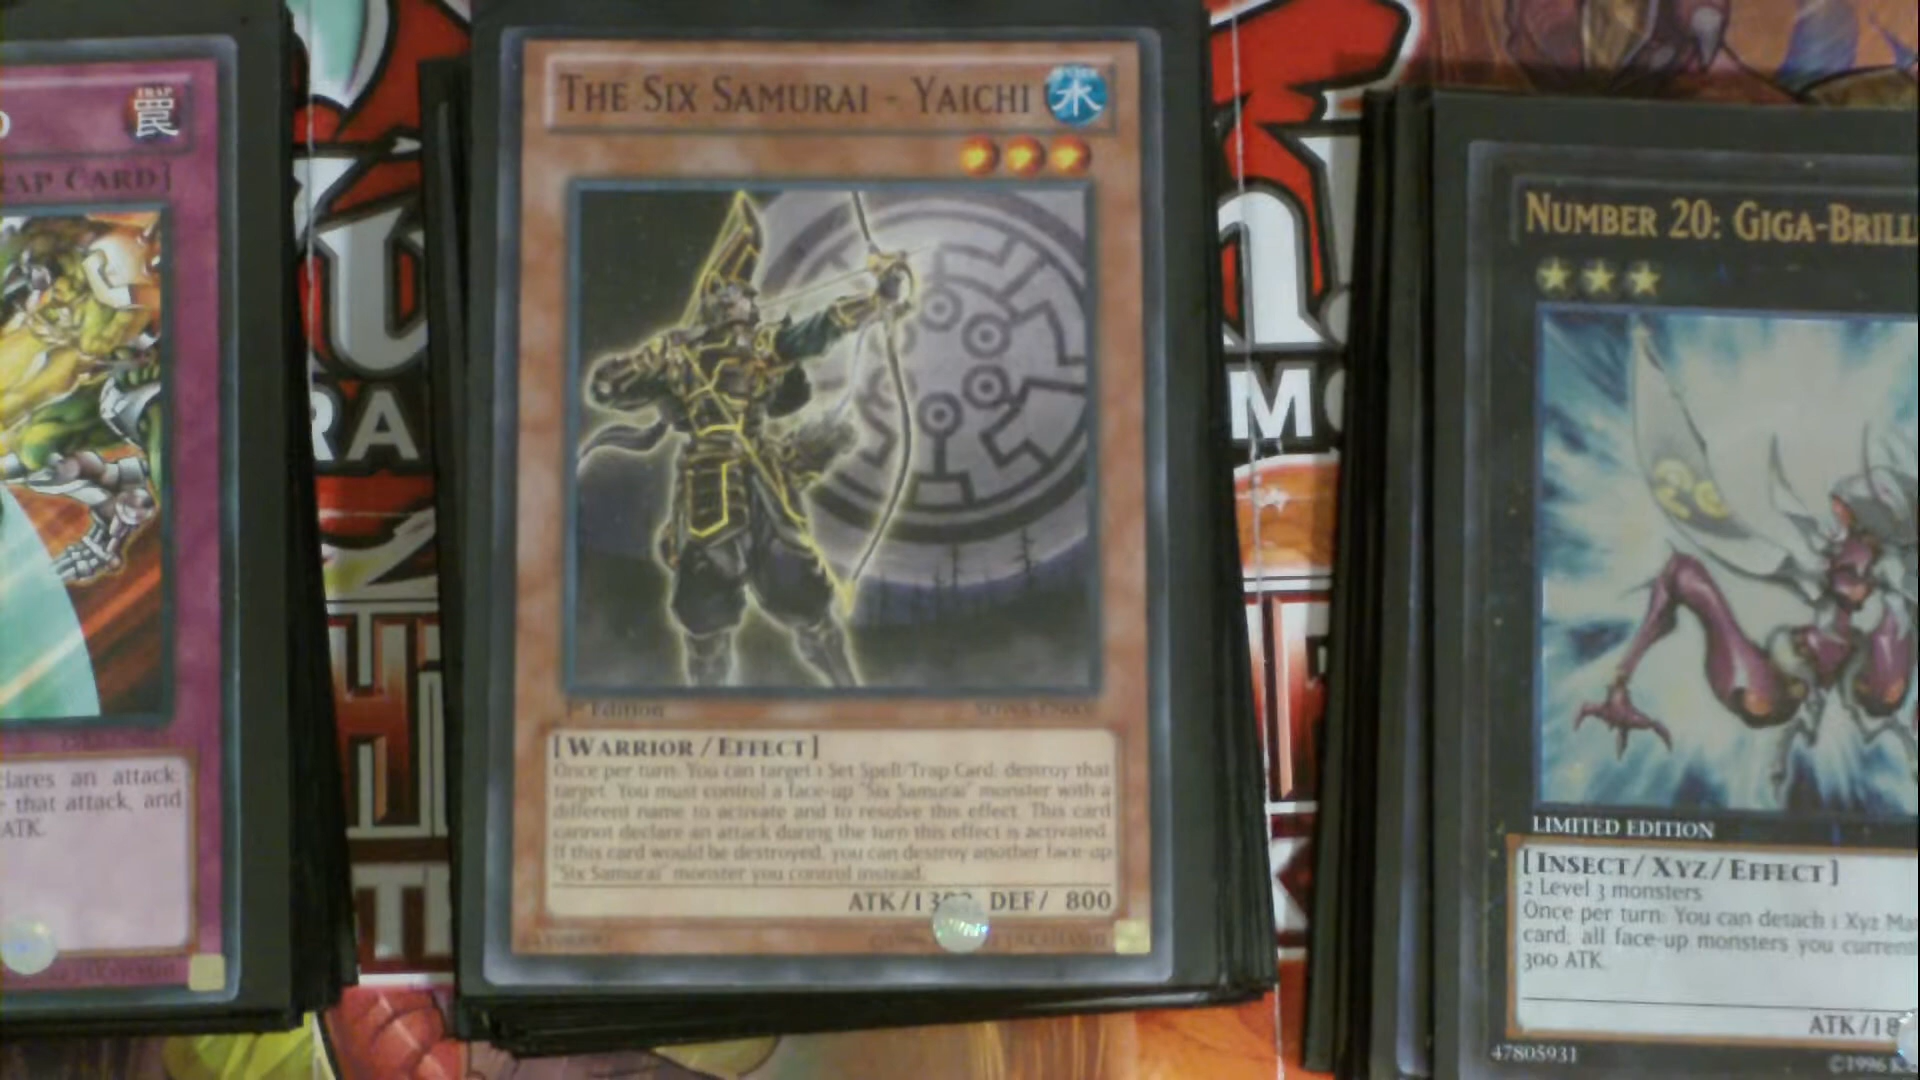 TRAP
罠
RAP CARD]
clares an attack:
that attack, and
ATK.
RA
THE SIX SAMURAI - YAICHI
水
1st Edition
[WARRIOR/EFFECT]
Once per turn: You can target 1 Set Spell/Trap Card; destroy that
target. You must control a face-up "Six Samurai" monster with a
different name to activate and to resolve this effect. This card
cannot declare an attack during the turn this effect is activated.
If this card would be destroyed, you can destroy another face-up
"Six Samurai" monster you control instead.
ATK/13 DEF/ 800
M
NUMBER 20: GIGA-BRILL
20
LIMITED EDITION
[INSECT/XYZ/EFFECT]
2 Level 3 monsters
Once per turn: You can detach 1 Xyz Ma
card; all face-up monsters you curren
300 ATK.
ATK/18
47805931
©1996 K